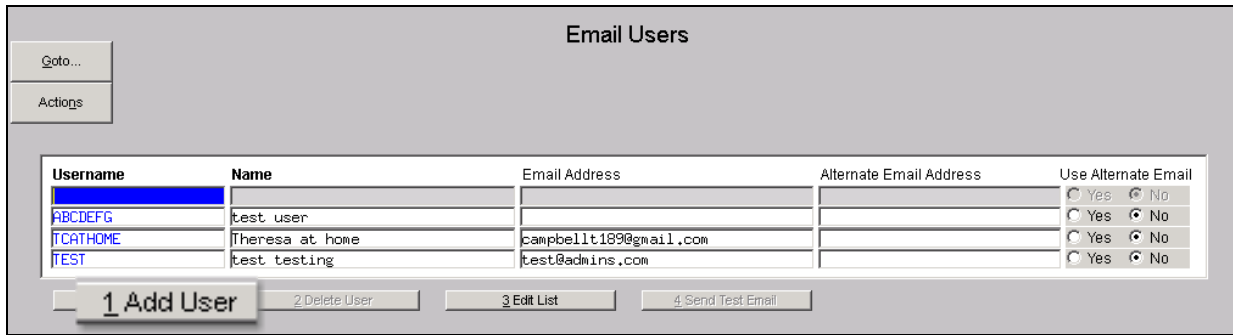 Email Users
Goto...
Actions
Username Name Email Address Alternate Email Address Use Alternate Email
Yes No
ABCDEFG test user Yes No
TCATHOME Theresa at home campbellt189@gmail.com Yes No
TEST test testing test@admins.com Yes No
1 Add User 2 Delete User 3 Edit List 4 Send Test Email